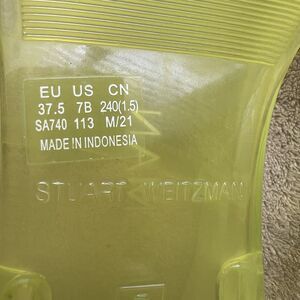 EU US CN
37.5 7B 240(1.5)
SA740 113 M/21
MADE IN INDONESIA
STUART WEITZMAN